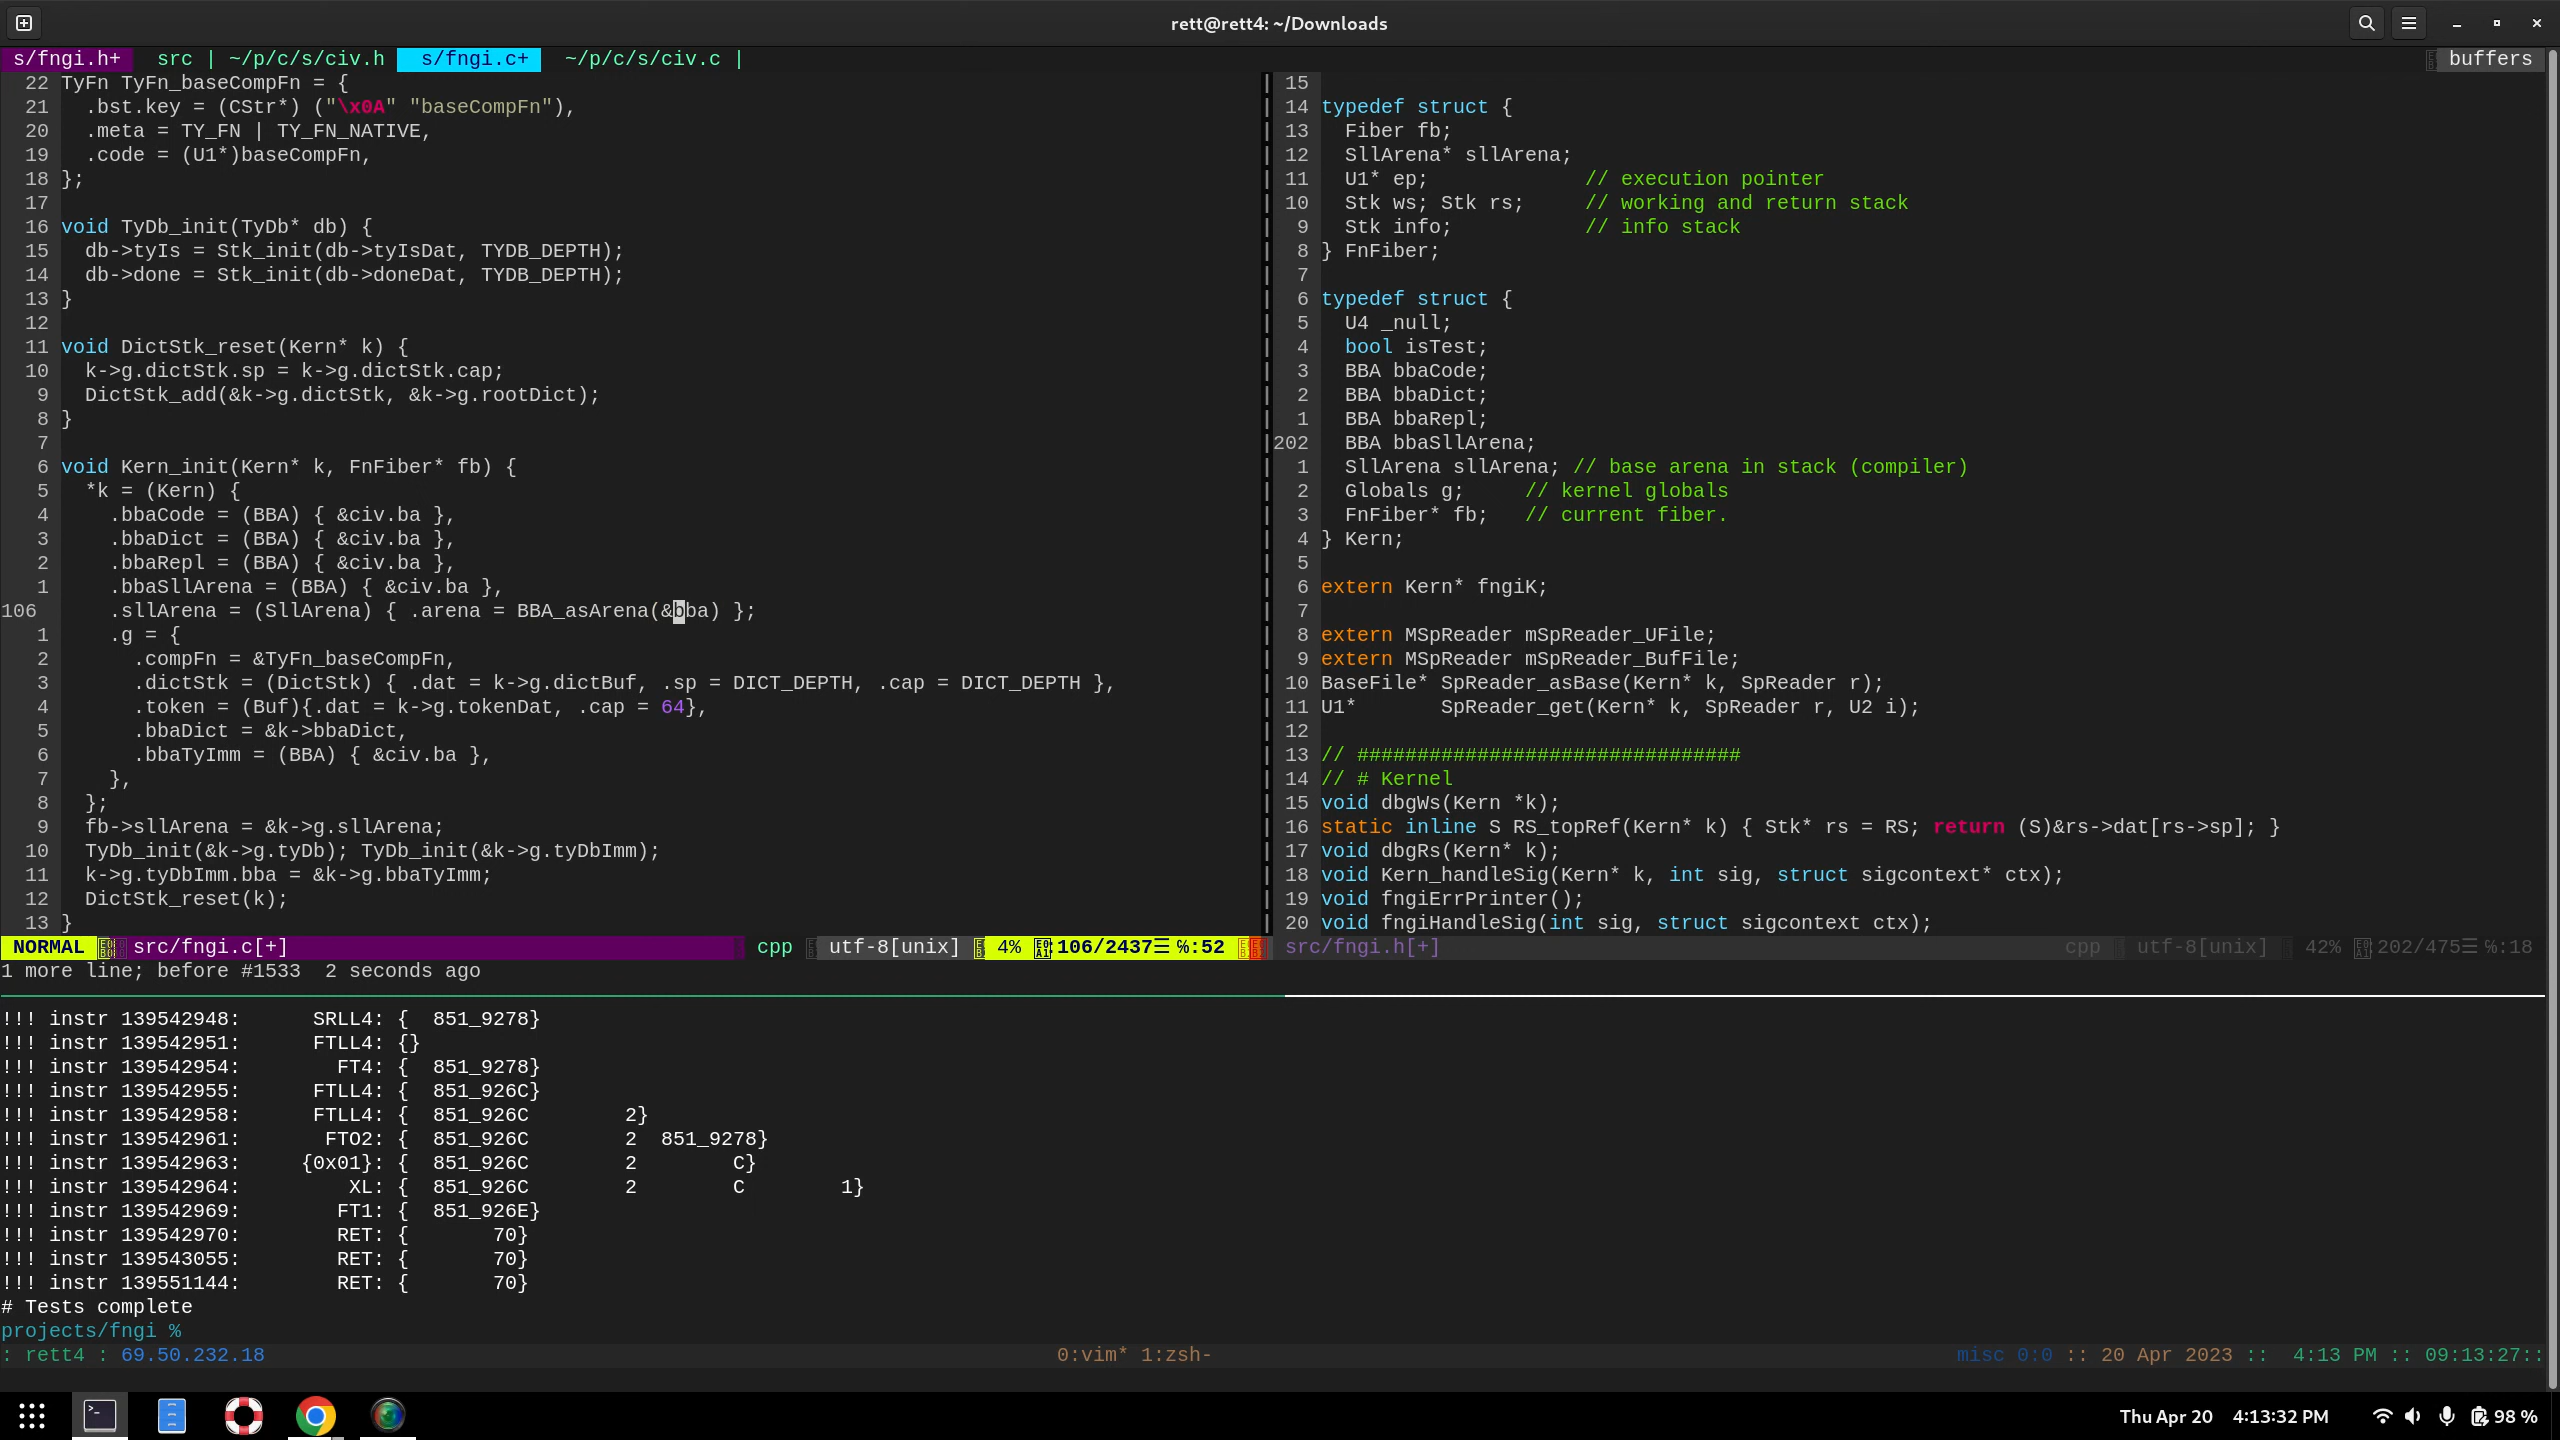 rett@rett4: ~/Downloads
s/fngi.h+  src | ~/p/c/s/civ.h  s/fngi.c+  ~/p/c/s/civ.c |  buffers
22 TyFn TyFn_baseCompFn = {
21   .bst.key = (CStr*) ("\x0A" "baseCompFn"),
20   .meta = TY_FN | TY_FN_NATIVE,
19   .code = (U1*)baseCompFn,
18 };
17
16 void TyDb_init(TyDb* db) {
15   db->tyIs = Stk_init(db->tyIsDat, TYDB_DEPTH);
14   db->done = Stk_init(db->doneDat, TYDB_DEPTH);
13 }
12
11 void DictStk_reset(Kern* k) {
10   k->g.dictStk.sp = k->g.dictStk.cap;
9   DictStk_add(&k->g.dictStk, &k->g.rootDict);
8 }
7
6 void Kern_init(Kern* k, FnFiber* fb) {
5   *k = (Kern) {
4     .bbaCode = (BBA) { &civ.ba },
3     .bbaDict = (BBA) { &civ.ba },
2     .bbaRepl = (BBA) { &civ.ba },
1     .bbaSllArena = (BBA) { &civ.ba },
106     .sllArena = (SllArena) { .arena = BBA_asArena(&bba) };
1     .g = {
2       .compFn = &TyFn_baseCompFn,
3       .dictStk = (DictStk) { .dat = k->g.dictBuf, .sp = DICT_DEPTH, .cap = DICT_DEPTH },
4       .token = (Buf){.dat = k->g.tokenDat, .cap = 64},
5       .bbaDict = &k->bbaDict,
6       .bbaTyImm = (BBA) { &civ.ba },
7     },
8   };
9   fb->sllArena = &k->g.sllArena;
10   TyDb_init(&k->g.tyDb); TyDb_init(&k->g.tyDbImm);
11   k->g.tyDbImm.bba = &k->g.bbaTyImm;
12   DictStk_reset(k);
13 }
NORMAL  src/fngi.c[+]  cpp  utf-8[unix]  4%  :106/2437☰ ℅:52
15
14 typedef struct {
13   Fiber fb;
12   SllArena* sllArena;
11   U1* ep;             // execution pointer
10   Stk ws; Stk rs;     // working and return stack
9   Stk info;           // info stack
8 } FnFiber;
7
6 typedef struct {
5   U4 _null;
4   bool isTest;
3   BBA bbaCode;
2   BBA bbaDict;
1   BBA bbaRepl;
202   BBA bbaSllArena;
1   SllArena sllArena; // base arena in stack (compiler)
2   Globals g;     // kernel globals
3   FnFiber* fb;   // current fiber.
4 } Kern;
5
6 extern Kern* fngiK;
7
8 extern MSpReader mSpReader_UFile;
9 extern MSpReader mSpReader_BufFile;
10 BaseFile* SpReader_asBase(Kern* k, SpReader r);
11 U1*       SpReader_get(Kern* k, SpReader r, U2 i);
12
13 // ################################
14 // # Kernel
15 void dbgWs(Kern *k);
16 static inline S RS_topRef(Kern* k) { Stk* rs = RS; return (S)&rs->dat[rs->sp]; }
17 void dbgRs(Kern* k);
18 void Kern_handleSig(Kern* k, int sig, struct sigcontext* ctx);
19 void fngiErrPrinter();
20 void fngiHandleSig(int sig, struct sigcontext ctx);
src/fngi.h[+]  cpp  utf-8[unix]  42%  :202/475☰ ℅:18
1 more line; before #1533  2 seconds ago
!!! instr 139542948:      SRLL4: {  851_9278}
!!! instr 139542951:      FTLL4: {}
!!! instr 139542954:        FT4: {  851_9278}
!!! instr 139542955:      FTLL4: {  851_926C}
!!! instr 139542958:      FTLL4: {  851_926C        2}
!!! instr 139542961:       FTO2: {  851_926C        2  851_9278}
!!! instr 139542963:     {0x01}: {  851_926C        2        C}
!!! instr 139542964:         XL: {  851_926C        2        C        1}
!!! instr 139542969:        FT1: {  851_926E}
!!! instr 139542970:        RET: {       70}
!!! instr 139543055:        RET: {       70}
!!! instr 139551144:        RET: {       70}
# Tests complete
projects/fngi %
: rett4 : 69.50.232.18  0:vim* 1:zsh-  misc 0:0 :: 20 Apr 2023 ::  4:13 PM :: 09:13:27::
Thu Apr 20  4:13:32 PM  98 %